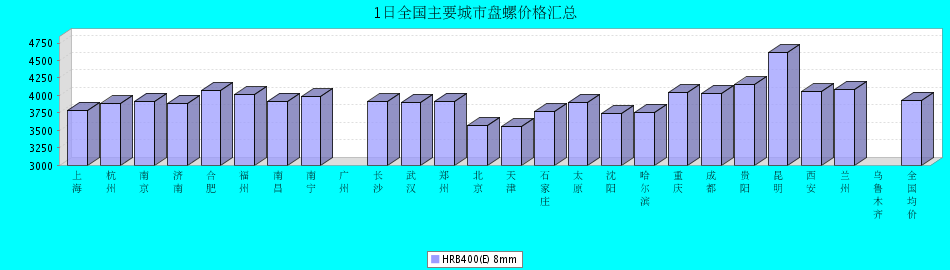 1日全国主要城市盘螺价格汇总
4750
4500
4250
4000
3750
3500
3250
3000
上海
杭州
南京
济南
合肥
福州
南昌
南宁
广州
长沙
武汉
郑州
北京
天津
石家庄
太原
沈阳
哈尔滨
重庆
成都
贵阳
昆明
西安
兰州
乌鲁木齐
全国均价
HRB400(E) 8mm